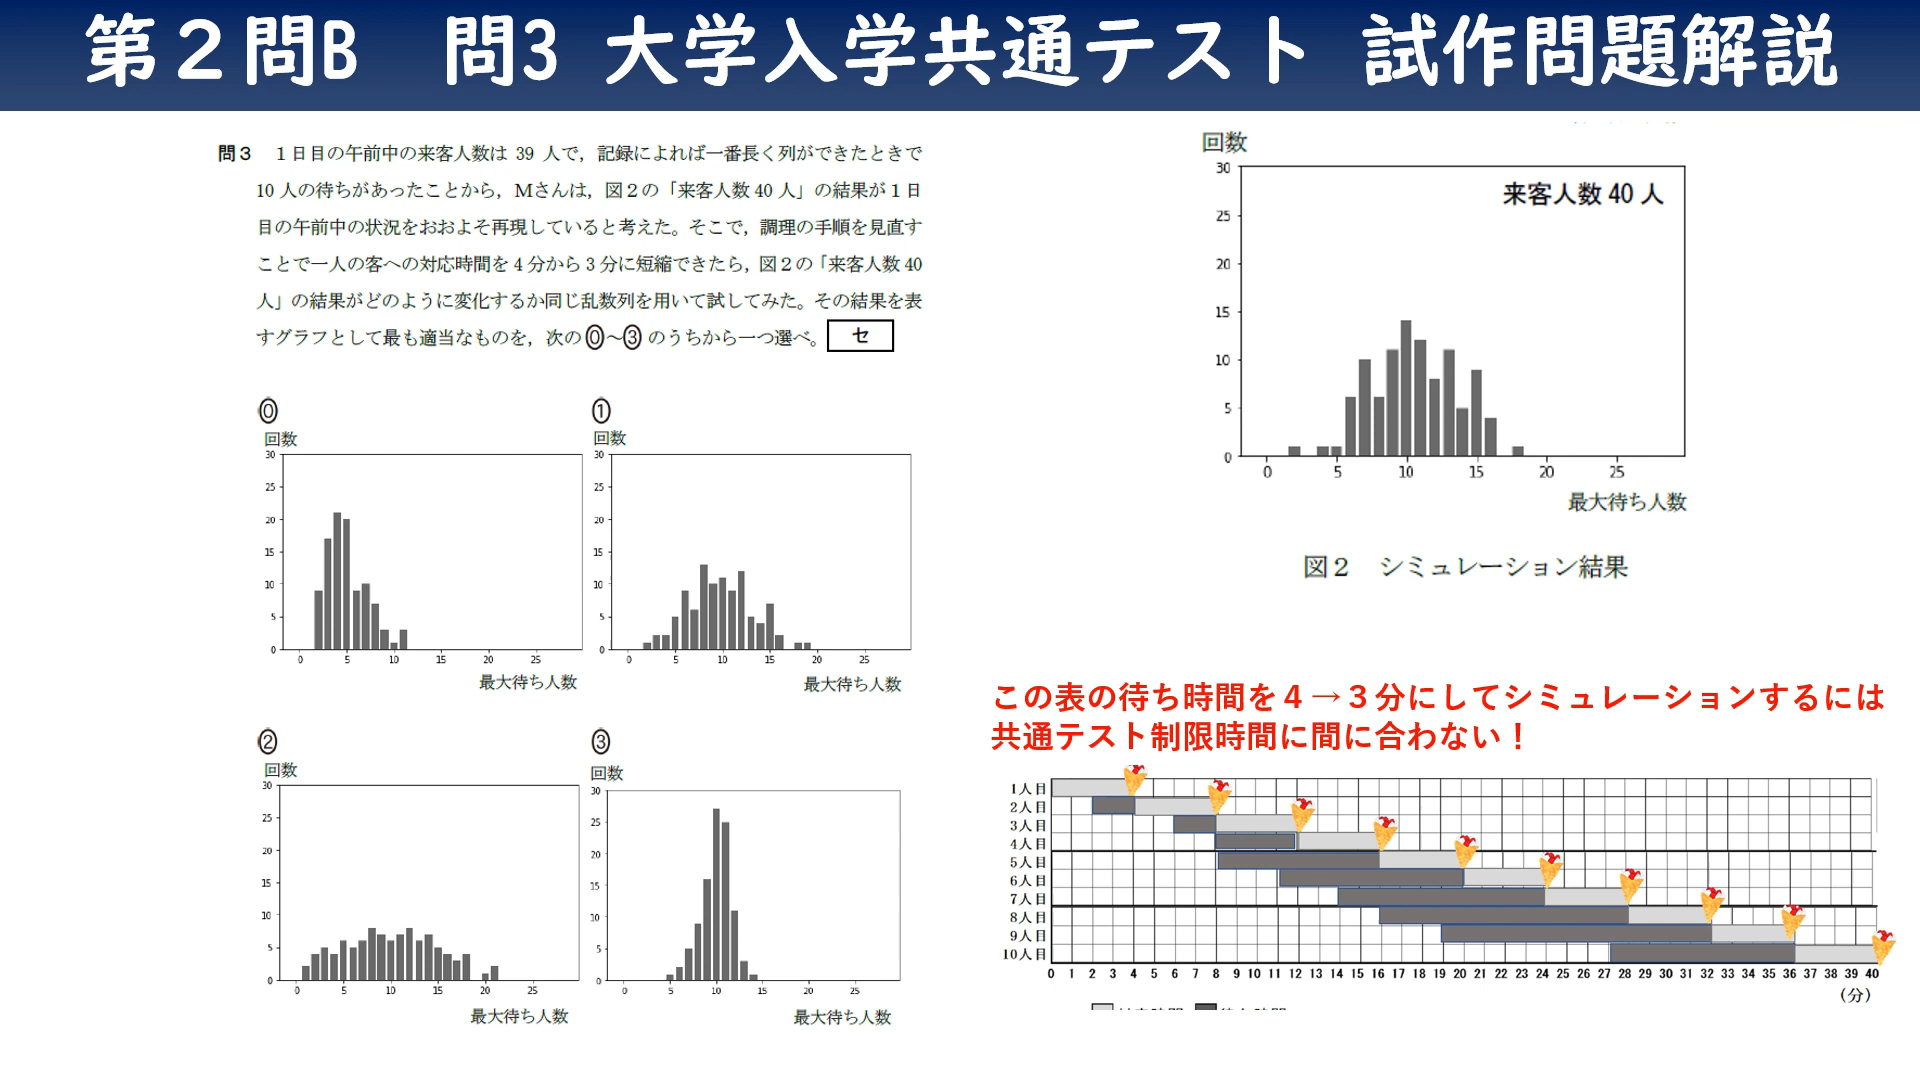 第２問B 問3 大学入学共通テスト 試作問題解説
問３ １日目の午前中の来客人数は 39 人で，記録によれば一番長く列ができたときで
10 人の待ちがあったことから，Mさんは，図２の「来客人数 40 人」の結果が１日
目の午前中の状況をおおよそ再現していると考えた。そこで，調理の手順を見直す
ことで一人の客への対応時間を４分から３分に短縮できたら，図２の「来客人数 40
人」の結果がどのように変化するか同じ乱数列を用いて試してみた。その結果を表
すグラフとして最も適当なものを，次の⓪～③のうちから一つ選べ。 セ
⓪
回数
30
25
20
15
10
5
0
0 5 10 15 20 25
最大待ち人数
①
回数
30
25
20
15
10
5
0
0 5 10 15 20 25
最大待ち人数
②
回数
30
25
20
15
10
5
0
0 5 10 15 20 25
最大待ち人数
③
回数
30
25
20
15
10
5
0
0 5 10 15 20 25
最大待ち人数
回数
来客人数 40 人
30
25
20
15
10
5
0
0 5 10 15 20 25
最大待ち人数
図２ シミュレーション結果
この表の待ち時間を４→３分にしてシミュレーションするには
共通テスト制限時間に間に合わない！
１人目
２人目
３人目
４人目
５人目
６人目
７人目
８人目
９人目
10人目
0 1 2 3 4 5 6 7 8 9 10 11 12 13 14 15 16 17 18 19 20 21 22 23 24 25 26 27 28 29 30 31 32 33 34 35 36 37 38 39 40
（分）